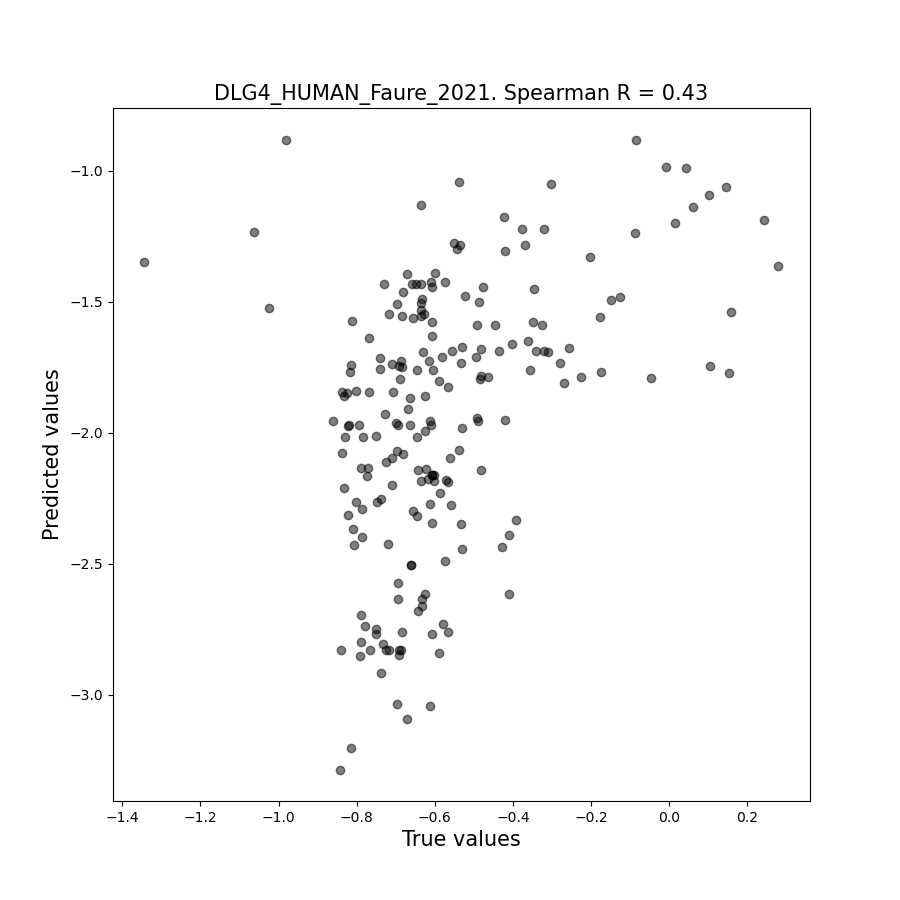 DLG4_HUMAN_Faure_2021. Spearman R = 0.43
Predicted values
−1.0
−1.5
−2.0
−2.5
−3.0
−1.4 −1.2 −1.0 −0.8 −0.6 −0.4 −0.2 0.0 0.2
True values